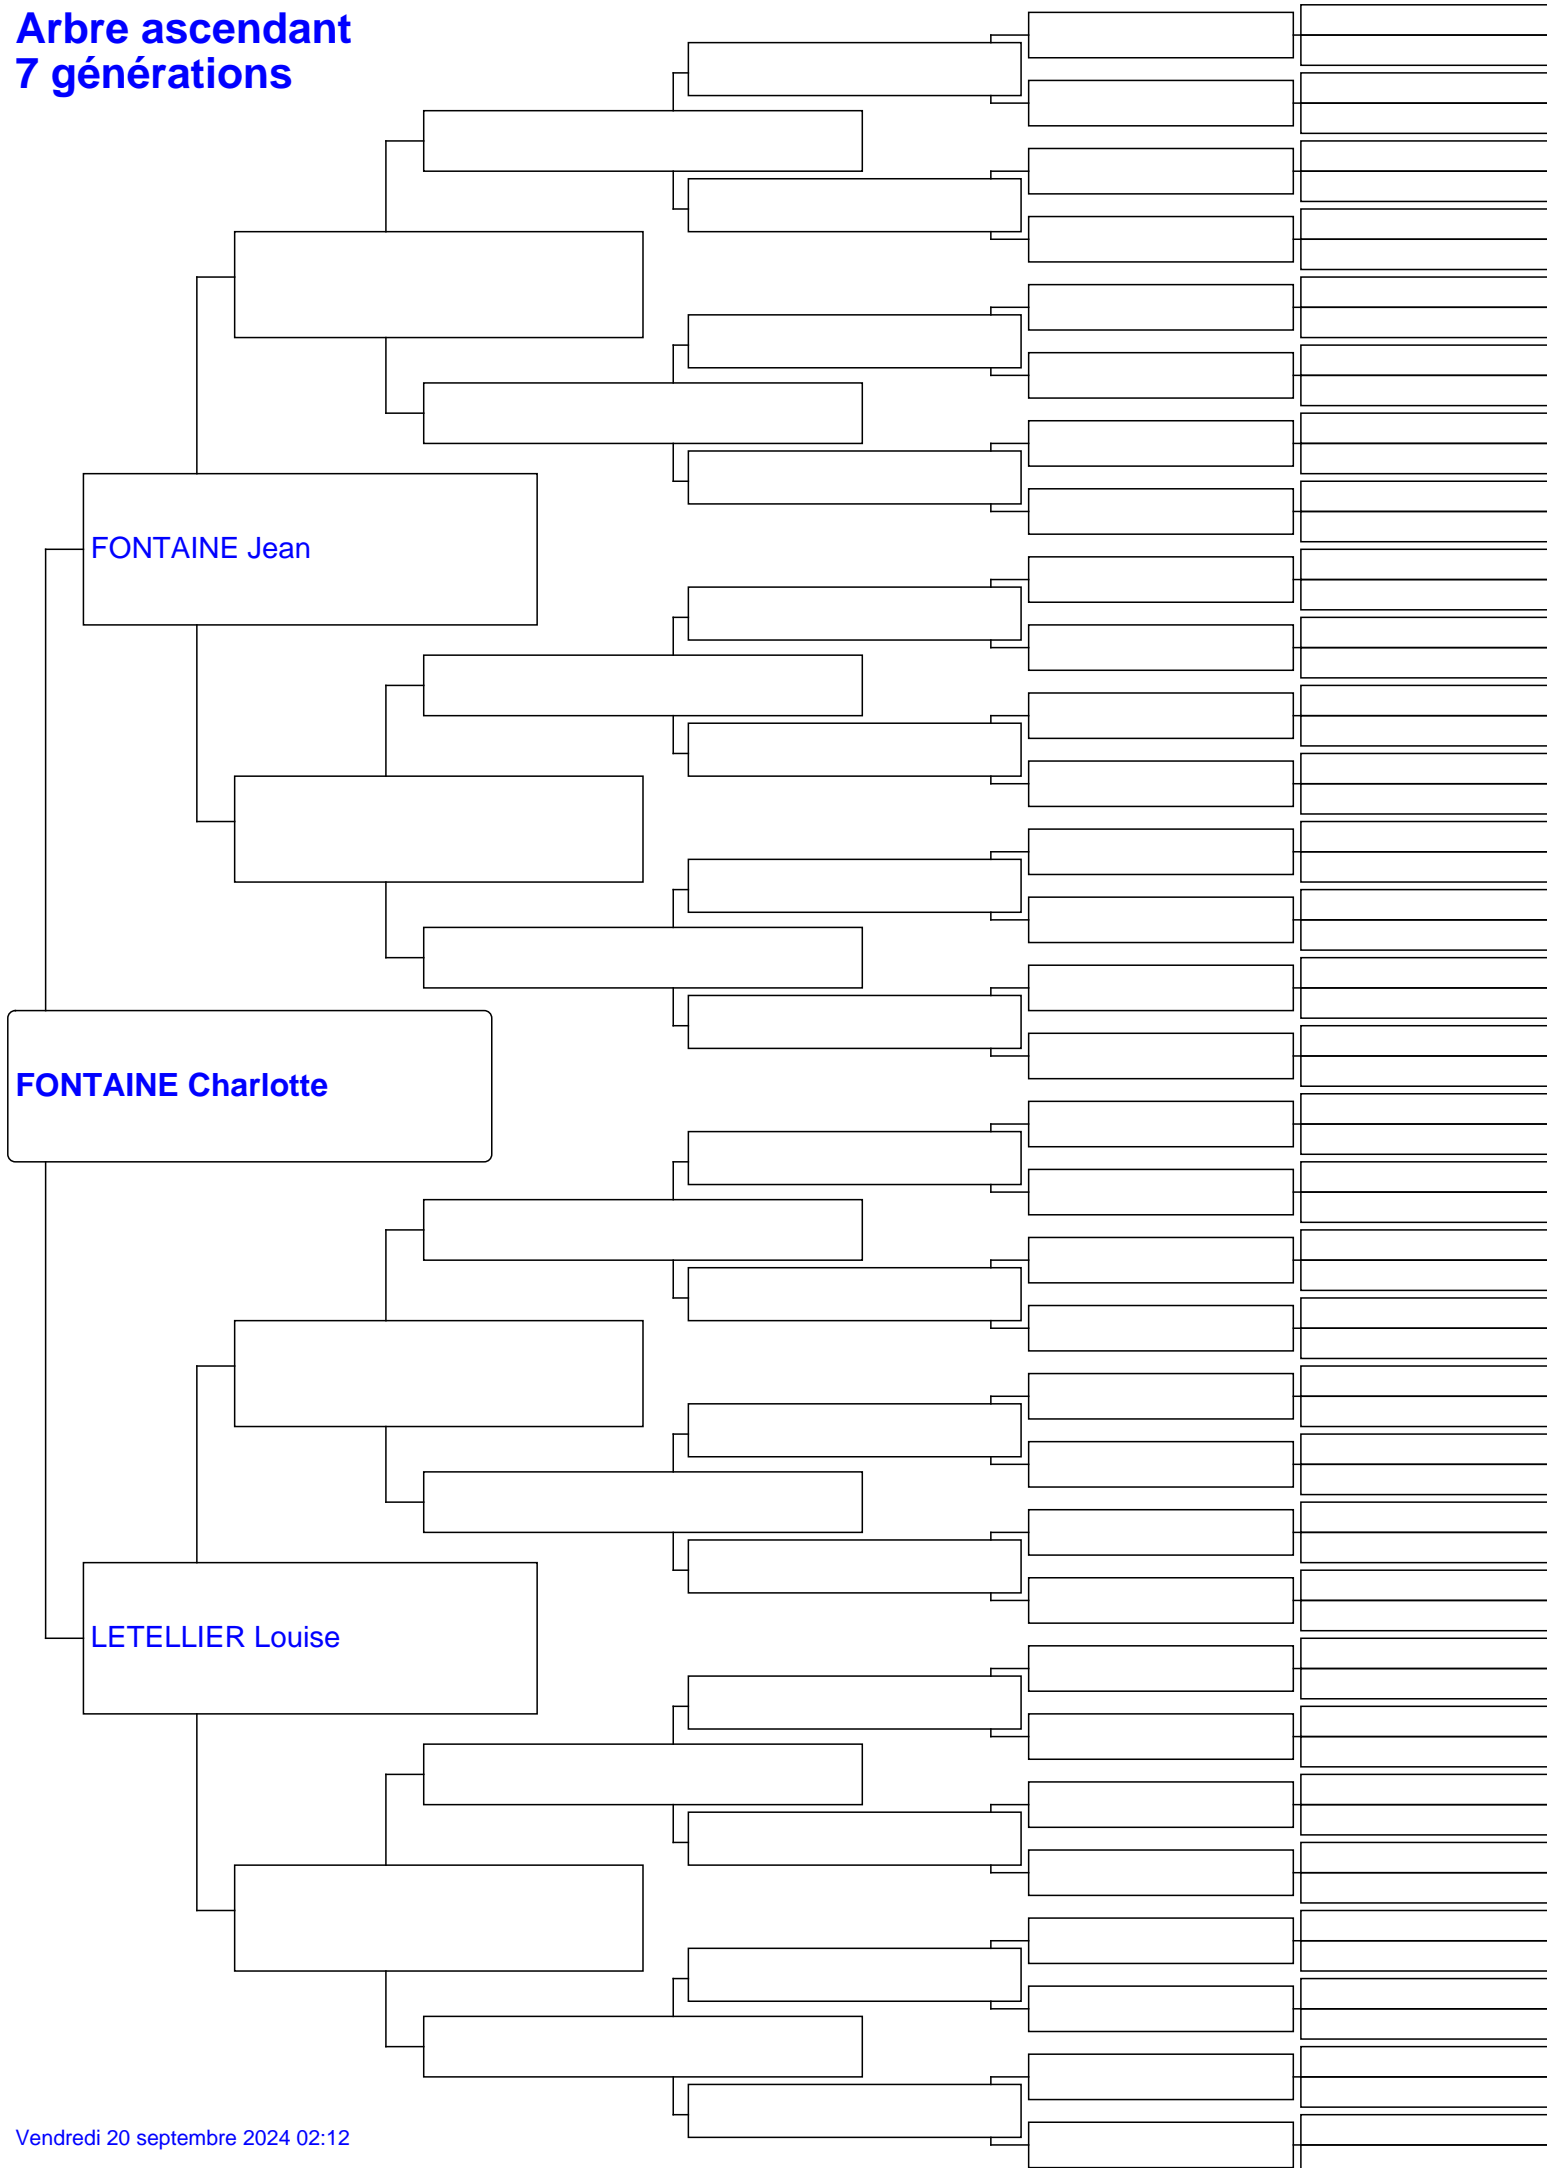 Arbre ascendant
7 générations
FONTAINE Jean
FONTAINE Charlotte
LETELLIER Louise
Vendredi 20 septembre 2024 02:12